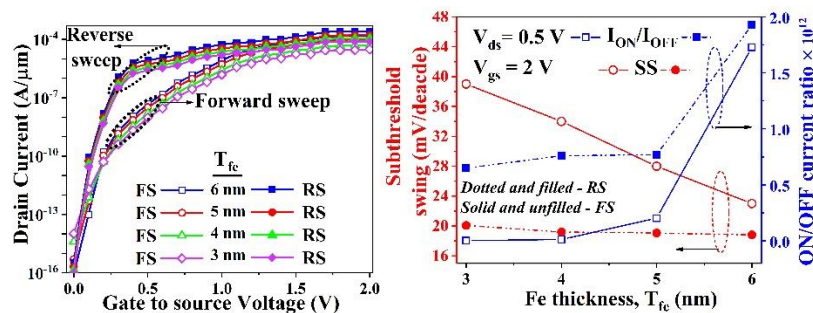 Drain Current (A/μm)
10⁻⁴
10⁻⁷
10⁻¹⁰
10⁻¹³
10⁻¹⁶
Reverse
sweep
Forward sweep
T_fe
FS 6 nm RS
FS 5 nm RS
FS 4 nm RS
FS 3 nm RS
0.0 0.5 1.0 1.5 2.0
Gate to source Voltage (V)
Subthreshold
swing (mV/deacde)
48
44
40
36
32
28
24
20
16
V_ds = 0.5 V
V_gs = 2 V
I_ON/I_OFF
SS
Dotted and filled - RS
Solid and unfilled - FS
3 4 5 6
Fe thickness, T_fe (nm)
2.0
1.5
1.0
0.5
0.0
ON/OFF current ratio × 10¹²